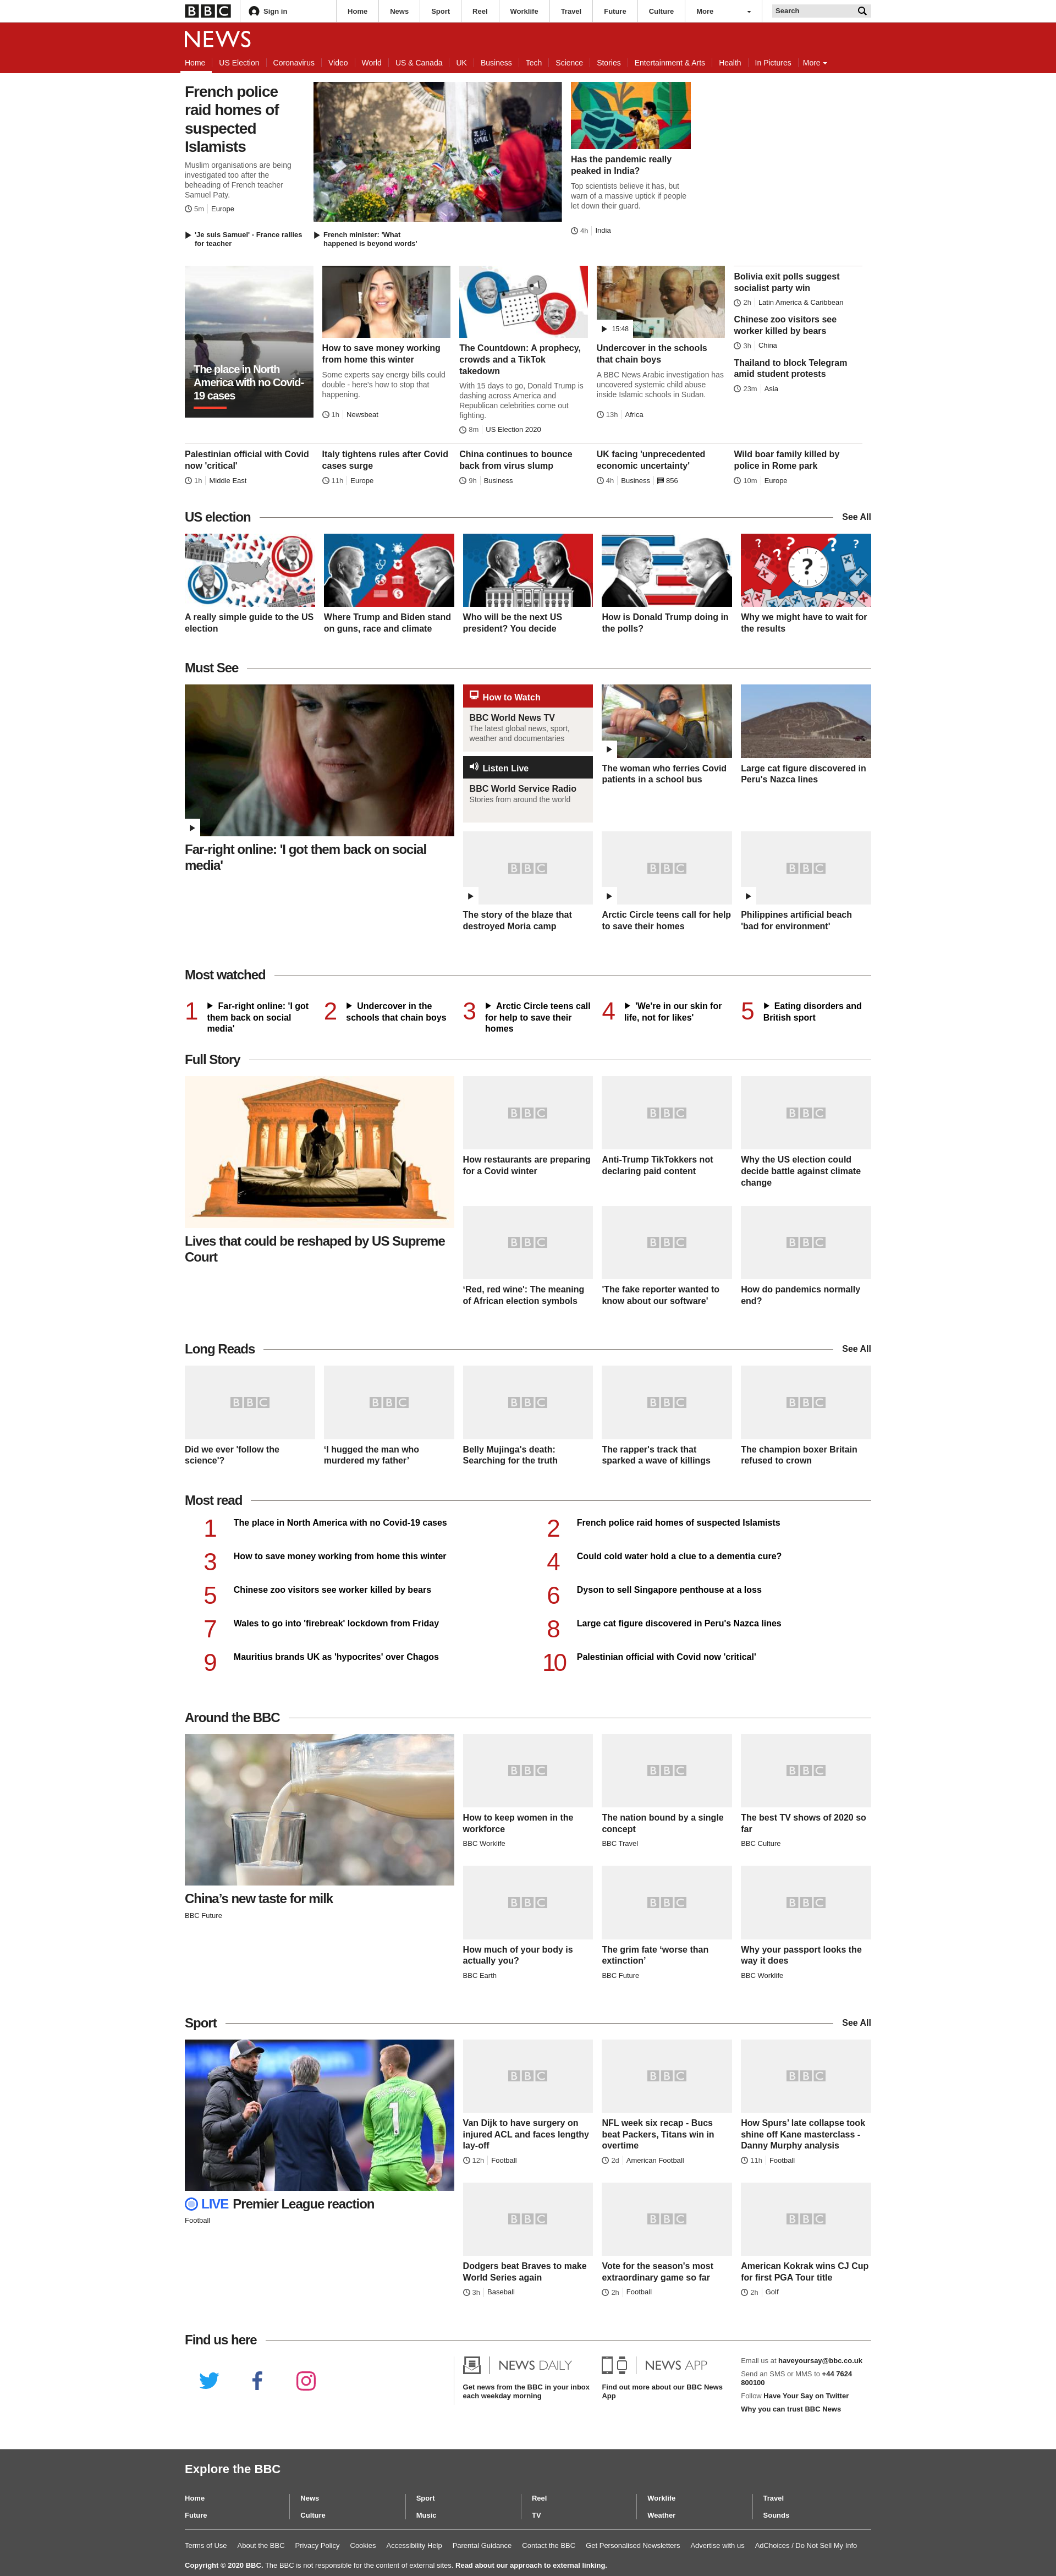 BBC
Sign in
Home
News
Sport
Reel
Worklife
Travel
Future
Culture
More
Search
NEWS
Home
US Election
Coronavirus
Video
World
US & Canada
UK
Business
Tech
Science
Stories
Entertainment & Arts
Health
In Pictures
More
French police
raid homes of
suspected
Islamists
Muslim organisations are being
investigated too after the
beheading of French teacher
Samuel Paty.
5m
Europe
'Je suis Samuel' - France rallies
for teacher
French minister: 'What
happened is beyond words'
Has the pandemic really
peaked in India?
Top scientists believe it has, but
warn of a massive uptick if people
let down their guard.
4h
India
The place in North
America with no Covid-
19 cases
How to save money working
from home this winter
Some experts say energy bills could
double - here's how to stop that
happening.
1h
Newsbeat
The Countdown: A prophecy,
crowds and a TikTok
takedown
With 15 days to go, Donald Trump is
dashing across America and
Republican celebrities come out
fighting.
8m
US Election 2020
15:48
Undercover in the schools
that chain boys
A BBC News Arabic investigation has
uncovered systemic child abuse
inside Islamic schools in Sudan.
13h
Africa
Bolivia exit polls suggest
socialist party win
2h
Latin America & Caribbean
Chinese zoo visitors see
worker killed by bears
3h
China
Thailand to block Telegram
amid student protests
23m
Asia
Palestinian official with Covid
now 'critical'
1h
Middle East
Italy tightens rules after Covid
cases surge
11h
Europe
China continues to bounce
back from virus slump
9h
Business
UK facing 'unprecedented
economic uncertainty'
4h
Business
856
Wild boar family killed by
police in Rome park
10m
Europe
US election
See All
A really simple guide to the US
election
Where Trump and Biden stand
on guns, race and climate
Who will be the next US
president? You decide
How is Donald Trump doing in
the polls?
Why we might have to wait for
the results
Must See
Far-right online: 'I got them back on social
media'
How to Watch
BBC World News TV
The latest global news, sport,
weather and documentaries
Listen Live
BBC World Service Radio
Stories from around the world
The woman who ferries Covid
patients in a school bus
Large cat figure discovered in
Peru's Nazca lines
BBC
BBC
BBC
The story of the blaze that
destroyed Moria camp
Arctic Circle teens call for help
to save their homes
Philippines artificial beach
'bad for environment'
Most watched
1
Far-right online: 'I got
them back on social
media'
2
Undercover in the
schools that chain boys
3
Arctic Circle teens call
for help to save their
homes
4
'We're in our skin for
life, not for likes'
5
Eating disorders and
British sport
Full Story
Lives that could be reshaped by US Supreme
Court
BBC
BBC
BBC
How restaurants are preparing
for a Covid winter
Anti-Trump TikTokkers not
declaring paid content
Why the US election could
decide battle against climate
change
BBC
BBC
BBC
'Red, red wine': The meaning
of African election symbols
'The fake reporter wanted to
know about our software'
How do pandemics normally
end?
Long Reads
See All
BBC
BBC
BBC
BBC
BBC
Did we ever 'follow the
science'?
‘I hugged the man who
murdered my father’
Belly Mujinga's death:
Searching for the truth
The rapper's track that
sparked a wave of killings
The champion boxer Britain
refused to crown
Most read
1
The place in North America with no Covid-19 cases
2
French police raid homes of suspected Islamists
3
How to save money working from home this winter
4
Could cold water hold a clue to a dementia cure?
5
Chinese zoo visitors see worker killed by bears
6
Dyson to sell Singapore penthouse at a loss
7
Wales to go into 'firebreak' lockdown from Friday
8
Large cat figure discovered in Peru's Nazca lines
9
Mauritius brands UK as 'hypocrites' over Chagos
10
Palestinian official with Covid now 'critical'
Around the BBC
China’s new taste for milk
BBC Future
BBC
BBC
BBC
How to keep women in the
workforce
BBC Worklife
The nation bound by a single
concept
BBC Travel
The best TV shows of 2020 so
far
BBC Culture
BBC
BBC
BBC
How much of your body is
actually you?
BBC Earth
The grim fate ‘worse than
extinction’
BBC Future
Why your passport looks the
way it does
BBC Worklife
Sport
See All
1
LIVE Premier League reaction
Football
BBC
BBC
BBC
Van Dijk to have surgery on
injured ACL and faces lengthy
lay-off
12h
Football
NFL week six recap - Bucs
beat Packers, Titans win in
overtime
2d
American Football
How Spurs' late collapse took
shine off Kane masterclass -
Danny Murphy analysis
11h
Football
BBC
BBC
BBC
Dodgers beat Braves to make
World Series again
3h
Baseball
Vote for the season's most
extraordinary game so far
2h
Football
American Kokrak wins CJ Cup
for first PGA Tour title
2h
Golf
Find us here
NEWS DAILY
Get news from the BBC in your inbox
each weekday morning
NEWS APP
Find out more about our BBC News
App
Email us at haveyoursay@bbc.co.uk
Send an SMS or MMS to +44 7624
800100
Follow Have Your Say on Twitter
Why you can trust BBC News
Explore the BBC
Home
News
Sport
Reel
Worklife
Travel
Future
Culture
Music
TV
Weather
Sounds
Terms of Use
About the BBC
Privacy Policy
Cookies
Accessibility Help
Parental Guidance
Contact the BBC
Get Personalised Newsletters
Advertise with us
AdChoices / Do Not Sell My Info
Copyright © 2020 BBC. The BBC is not responsible for the content of external sites. Read about our approach to external linking.